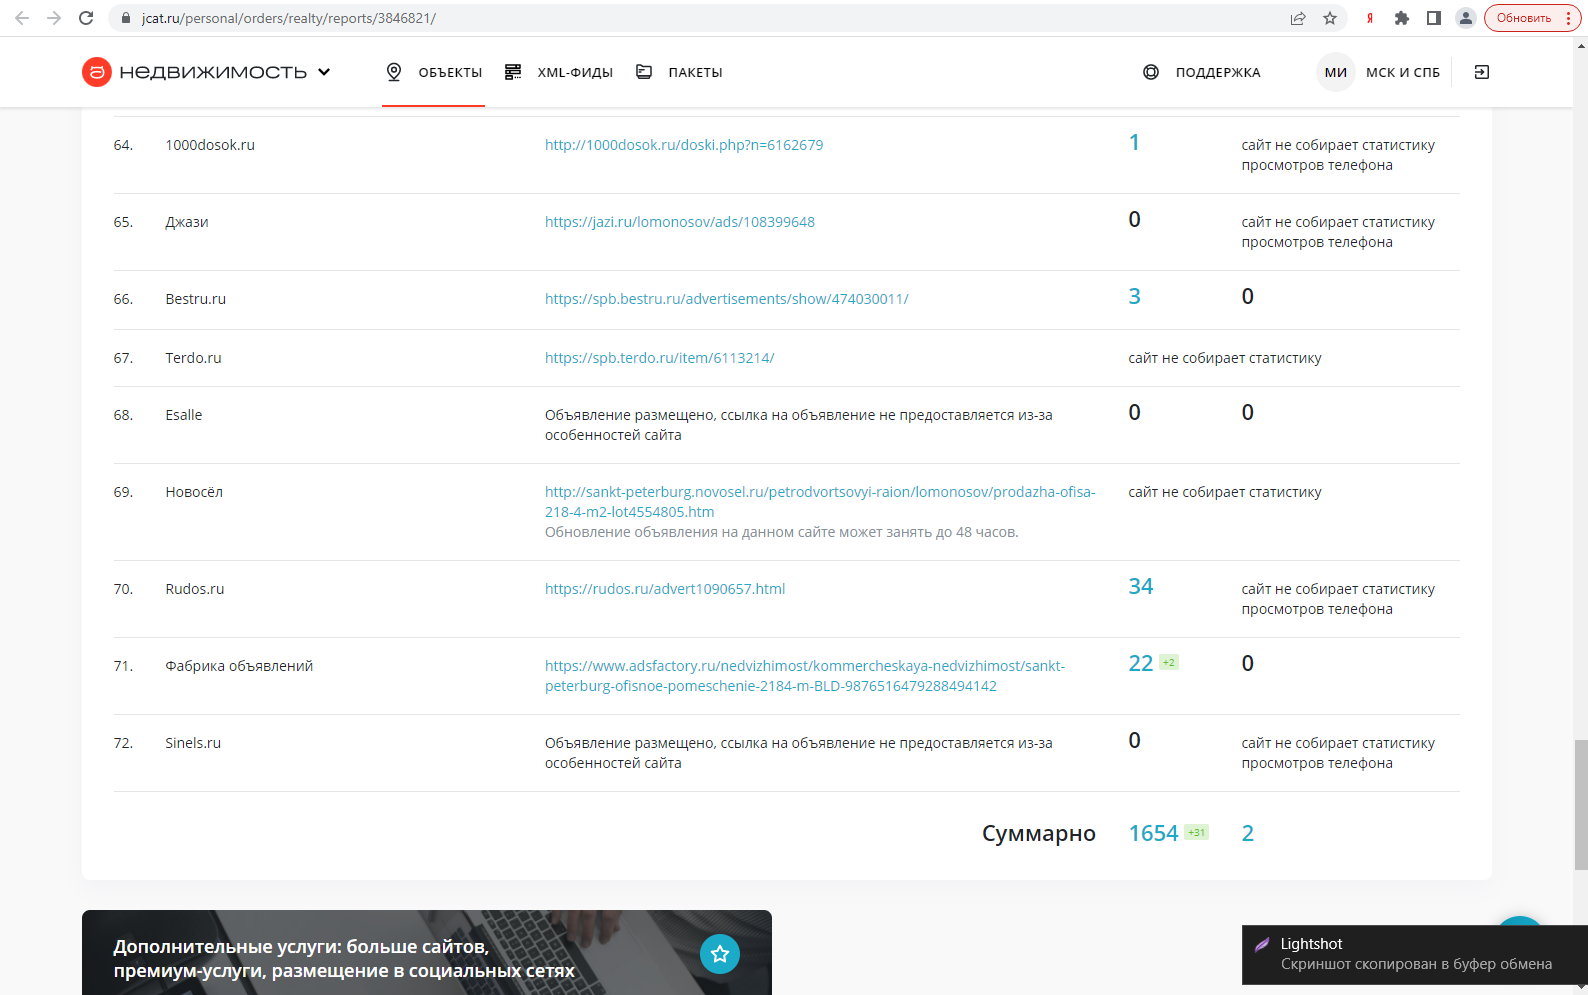 jcat.ru/personal/orders/realty/reports/3846821/
Я
Обновить
недвижимость
ОБЪЕКТЫ
XML-ФИДЫ
ПАКЕТЫ
ПОДДЕРЖКА
МИ
МСК И СПБ
64. 1000dosok.ru http://1000dosok.ru/doski.php?n=6162679 1 сайт не собирает статистику
просмотров телефона
65. Джази https://jazi.ru/lomonosov/ads/108399648 0 сайт не собирает статистику
просмотров телефона
66. Bestru.ru https://spb.bestru.ru/advertisements/show/474030011/ 3 0
67. Terdo.ru https://spb.terdo.ru/item/6113214/ сайт не собирает статистику
68. Esalle Объявление размещено, ссылка на объявление не предоставляется из-за 0 0
особенностей сайта
69. Новосёл http://sankt-peterburg.novosel.ru/petrodvortsovyi-raion/lomonosov/prodazha-ofisa- сайт не собирает статистику
218-4-m2-lot4554805.htm
Обновление объявления на данном сайте может занять до 48 часов.
70. Rudos.ru https://rudos.ru/advert1090657.html 34 сайт не собирает статистику
просмотров телефона
71. Фабрика объявлений https://www.adsfactory.ru/nedvizhimost/kommercheskaya-nedvizhimost/sankt- 22 +2 0
peterburg-ofisnoe-pomeschenie-2184-m-BLD-9876516479288494142
72. Sinels.ru Объявление размещено, ссылка на объявление не предоставляется из-за 0 сайт не собирает статистику
особенностей сайта просмотров телефона
Суммарно 1654 +31 2
Дополнительные услуги: больше сайтов,
премиум-услуги, размещение в социальных сетях
Lightshot
Скриншот скопирован в буфер обмена